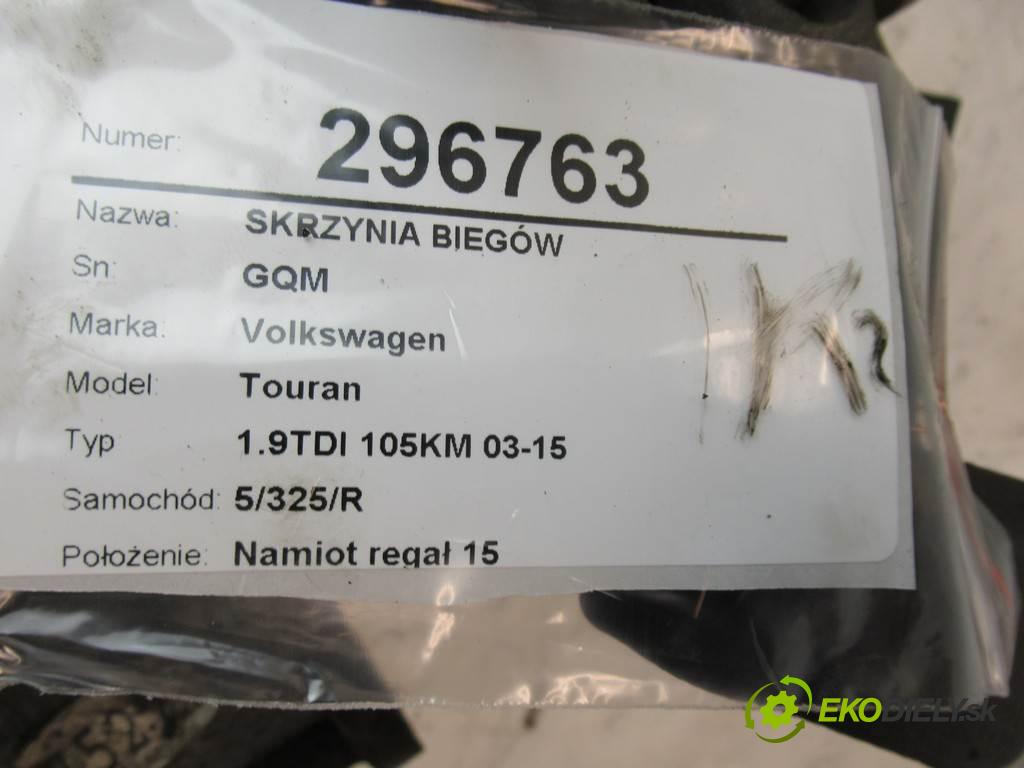 Numer: 296763
Nazwa: SKRZYNIA BIEGÓW
Sn: GQM
Marka: Volkswagen
Model: Touran
Typ 1.9TDI 105KM 03-15
Samochód: 5/325/R
Położenie: Namiot regał 15
EKODIELY.sk